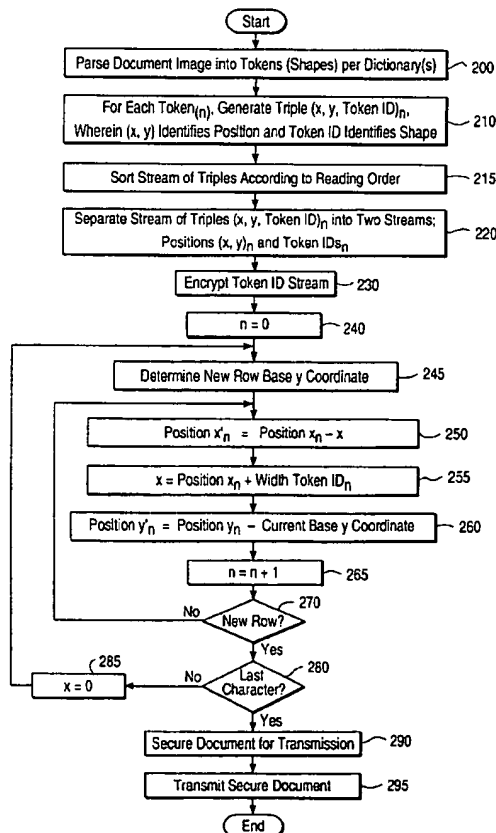 Start
Parse Document Image into Tokens (Shapes) per Dictionary(s)
200
For Each Token(n), Generate Triple (x, y, Token ID)n,
Wherein (x, y) Identifies Position and Token ID Identifies Shape
210
Sort Stream of Triples According to Reading Order
215
Separate Stream of Triples (x, y, Token ID)n into Two Streams;
Positions (x, y)n and Token IDsn
220
Encrypt Token ID Stream
230
n = 0
240
Determine New Row Base y Coordinate
245
Position x'n = Position xn – x
250
x = Position xn + Width Token IDn
255
Position y'n = Position yn – Current Base y Coordinate
260
n = n + 1
265
270
No
New Row?
Yes
285
280
x = 0
No
Last
Character?
Yes
Secure Document for Transmission
290
Transmit Secure Document
295
End